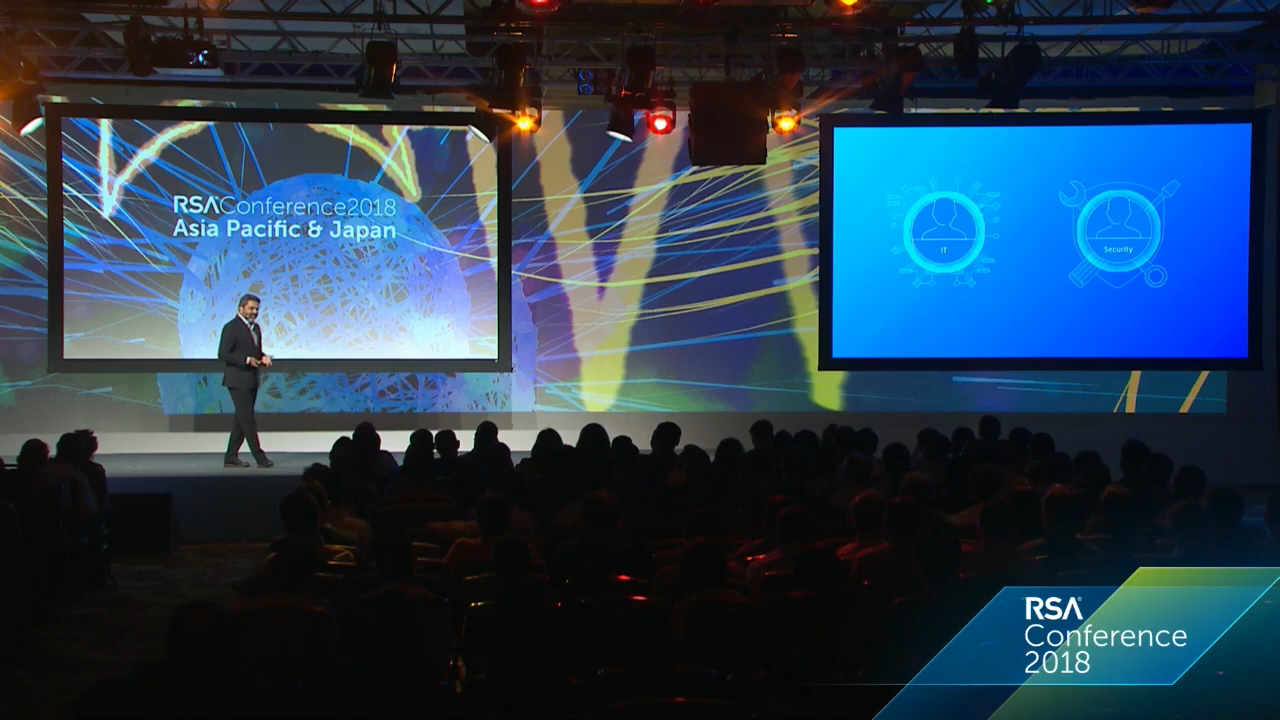 RSAConference2018
Asia Pacific & Japan
IT
Security
RSA®
Conference
2018